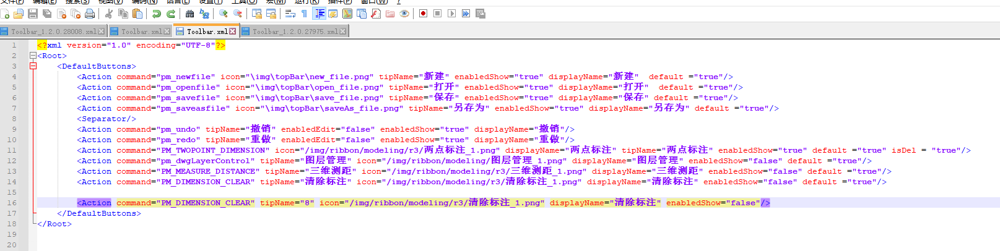 文件(F) 编辑(E) 搜索(S) 视图(V) 编码(N) 语言(L) 设置(T) 工具(O) 宏(M) 运行(R) 插件(P) 窗口(W) ?
Toolbar_1.2.0.28008.xml Toolbar.xml Toolbar.xml Toolbar_1.2.0.27975.xml
1 <?xml version="1.0" encoding="UTF-8"?>
2 <Root>
3 <DefaultButtons>
4 <Action command="pm_newfile" icon="\img\topBar\new_file.png" tipName="新建" enabledShow="true" displayName="新建"  default ="true"/>
5 <Action command="pm_openfile" icon="\img\topBar\open_file.png" tipName="打开" enabledShow="true" displayName="打开"  default ="true"/>
6 <Action command="pm_savefile" icon="\img\topBar\save_file.png" tipName="保存" enabledShow="true" displayName="保存" default ="true"/>
7 <Action command="pm_saveasfile" icon="\img\topBar\saveAs_file.png" tipName="另存为" enabledShow="true" displayName="另存为" default ="true"/>
8 <Separator/>
9 <Action command="pm_undo" tipName="撤销" enabledEdit="false" enabledShow="true" displayName="撤销"/>
10 <Action command="pm_redo" tipName="重做" enabledEdit="false" enabledShow="true" displayName="重做"/>
11 <Action command="PM_TWOPOINT_DIMENSION" icon="/img/ribbon/modeling/r3/两点标注_1.png" displayName="两点标注" tipName="两点标注" enabledShow="true" default ="true" isDel = "true"/>
12 <Action command="pm_dwgLayerControl" tipName="图层管理" icon="/img/ribbon/modeling/图层管理_1.png" displayName="图层管理" enabledShow="false" default ="true"/>
13 <Action command="PM_MEASURE_DISTANCE" tipName="三维测距" icon="/img/ribbon/modeling/r3/三维测距_1.png" displayName="三维测距" enabledShow="false" default ="true"/>
14 <Action command="PM_DIMENSION_CLEAR" tipName="清除标注" icon="/img/ribbon/modeling/r3/清除标注_1.png" displayName="清除标注" enabledShow="false" default ="true"/>
15
16 <Action command="PM_DIMENSION_CLEAR" tipName="8" icon="/img/ribbon/modeling/r3/清除标注_1.png" displayName="清除标注" enabledShow="false"/>
17 </DefaultButtons>
18 </Root>
19
20